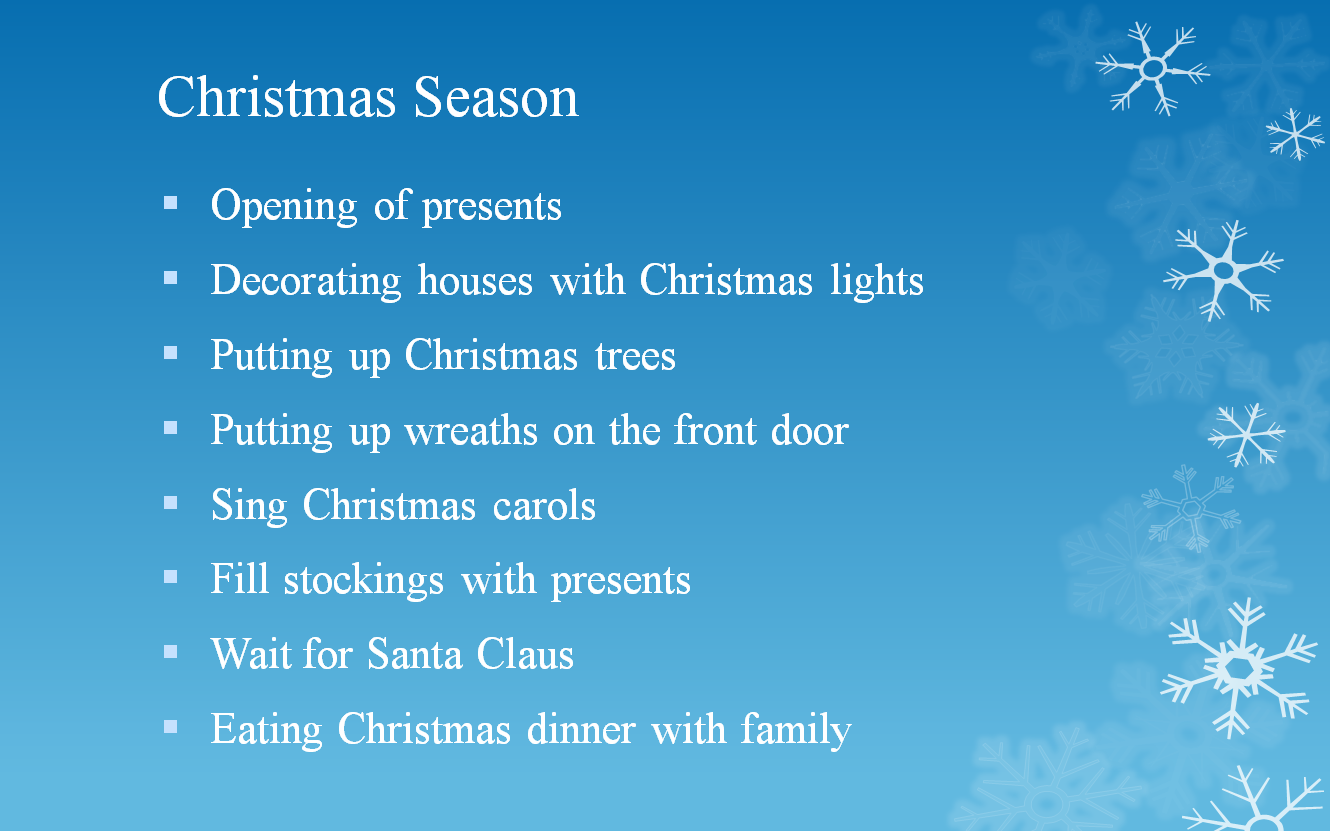 Christmas Season
▪ Opening of presents
▪ Decorating houses with Christmas lights
▪ Putting up Christmas trees
▪ Putting up wreaths on the front door
▪ Sing Christmas carols
▪ Fill stockings with presents
▪ Wait for Santa Claus
▪ Eating Christmas dinner with family